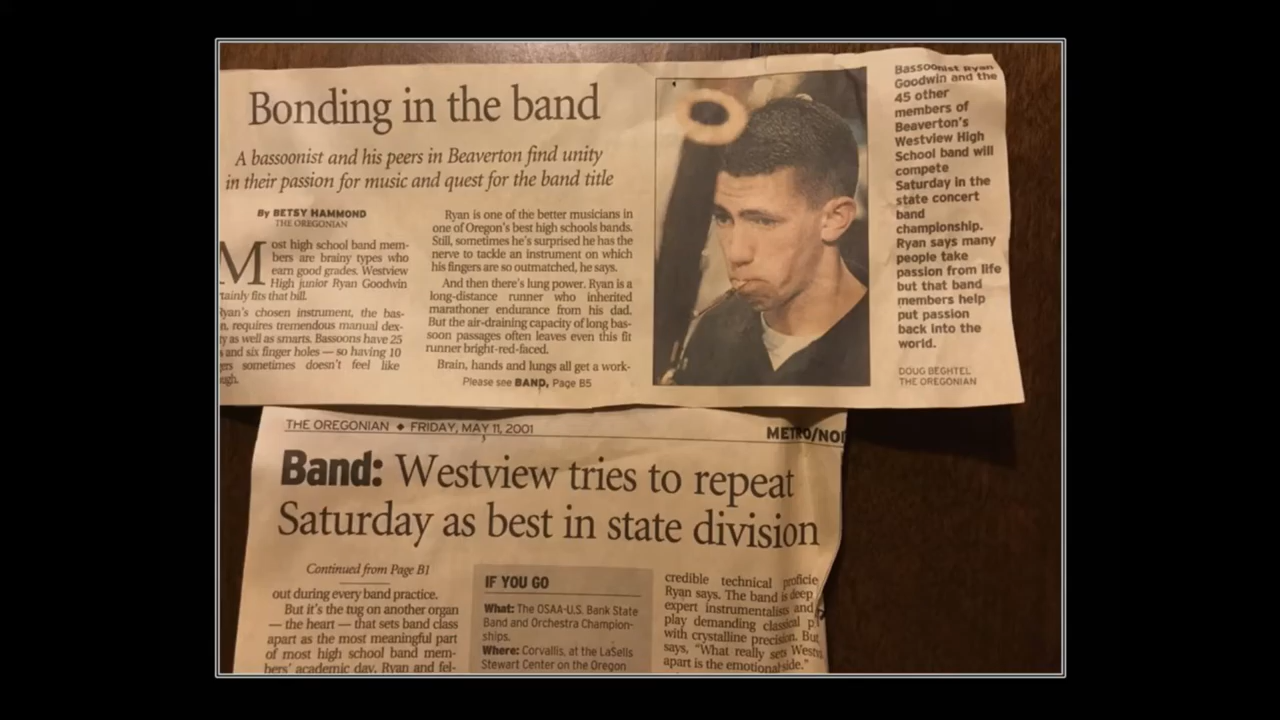 Bonding in the band
A bassoonist and his peers in Beaverton find unity
in their passion for music and quest for the band title
By BETSY HAMMOND
THE OREGONIAN
Most high school band mem-
bers are brainy types who
earn good grades. Westview
High junior Ryan Goodwin
tainly fits that bill.
Ryan's chosen instrument, the bas-
n, requires tremendous manual dex-
ty as well as smarts. Bassoons have 25
s and six finger holes — so having 10
ers sometimes doesn't feel like
ugh.
Ryan is one of the better musicians in
one of Oregon's best high schools bands.
Still, sometimes he's surprised he has the
nerve to tackle an instrument on which
his fingers are so outmatched, he says.
And then there's lung power. Ryan is a
long-distance runner who inherited
marathoner endurance from his dad.
But the air-draining capacity of long bas-
soon passages often leaves even this fit
runner bright-red-faced.
Brain, hands and lungs all get a work-
Please see BAND, Page B5
Bassoonist Ryan
Goodwin and the
45 other
members of
Beaverton's
Westview High
School band will
compete
Saturday in the
state concert
band
championship.
Ryan says many
people take
passion from life
but that band
members help
put passion
back into the
world.
DOUG BEGHTEL
THE OREGONIAN
THE OREGONIAN ◆ FRIDAY, MAY 11, 2001
METRO/NO
Band: Westview tries to repeat
Saturday as best in state division
Continued from Page B1
out during every band practice.
But it's the tug on another organ
— the heart — that sets band class
apart as the most meaningful part
of most high school band mem-
bers' academic day, Ryan and fel-
IF YOU GO
What: The OSAA-U.S. Bank State
Band and Orchestra Champion-
ships.
Where: Corvallis, at the LaSells
Stewart Center on the Oregon
credible technical proficie
Ryan says. The band is deep
expert instrumentalists and
play demanding classical p
with crystalline precision. But
says, "What really sets Westv
apart is the emotional side."